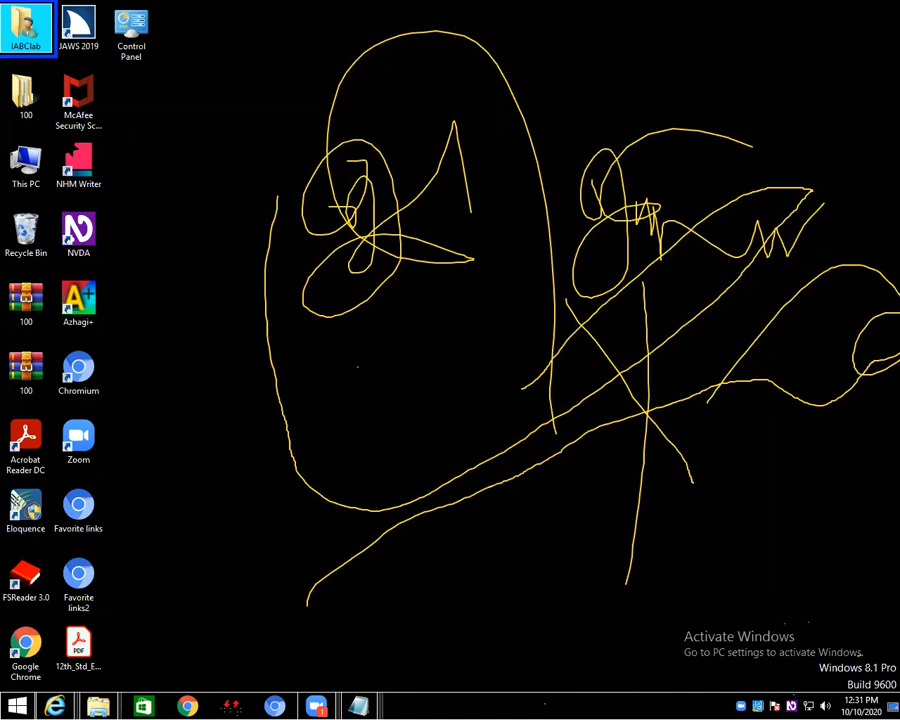 IABClab
JAWS 2019
Control Panel
100
McAfee Security Sc...
This PC
NHM Writer
Recycle Bin
NVDA
100
Azhagi+
100
Chromium
Acrobat Reader DC
Zoom
Eloquence
Favorite links
FSReader 3.0
Favorite links2
Google Chrome
PDF
12th_Std_E...
Activate Windows
Go to PC settings to activate Windows.
Windows 8.1 Pro
Build 9600
12:31 PM
10/10/2020